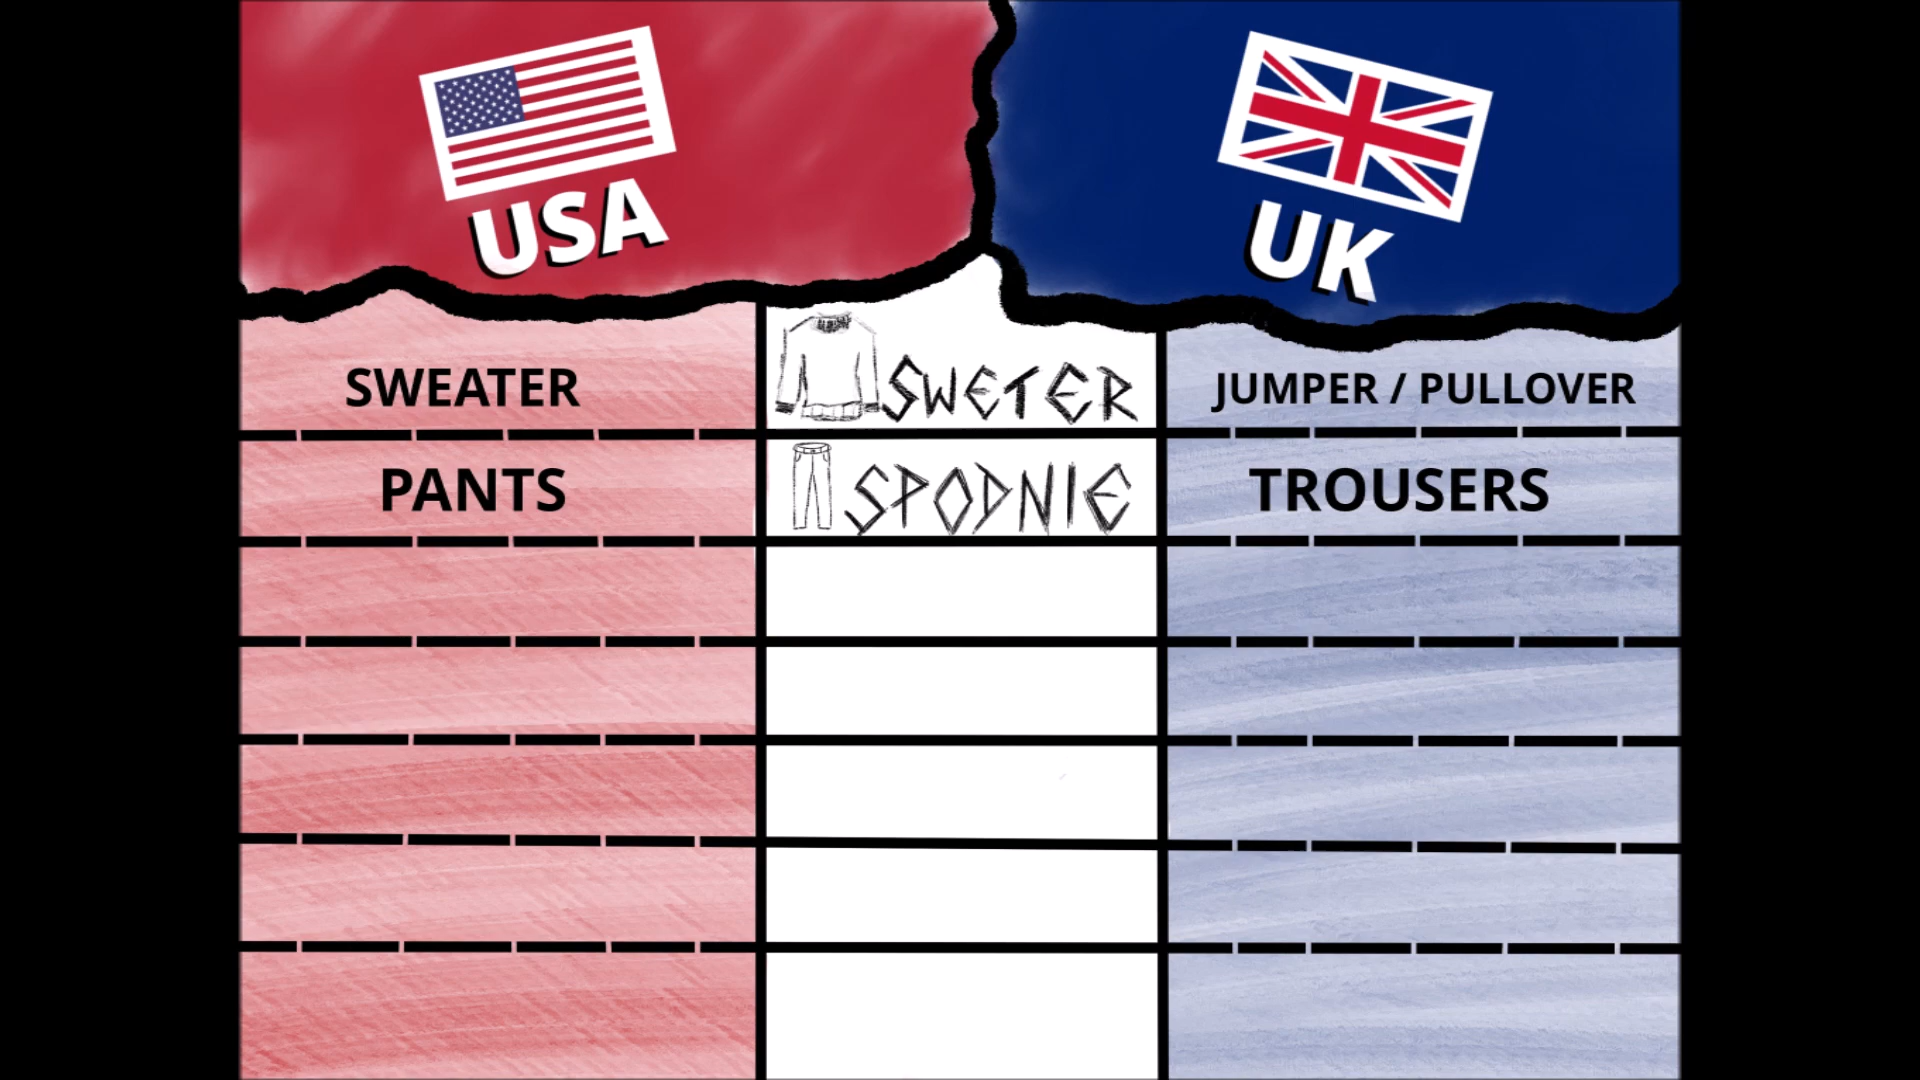 USA
UK
SWEATER
SWETER
JUMPER / PULLOVER
PANTS
SPODNIE
TROUSERS